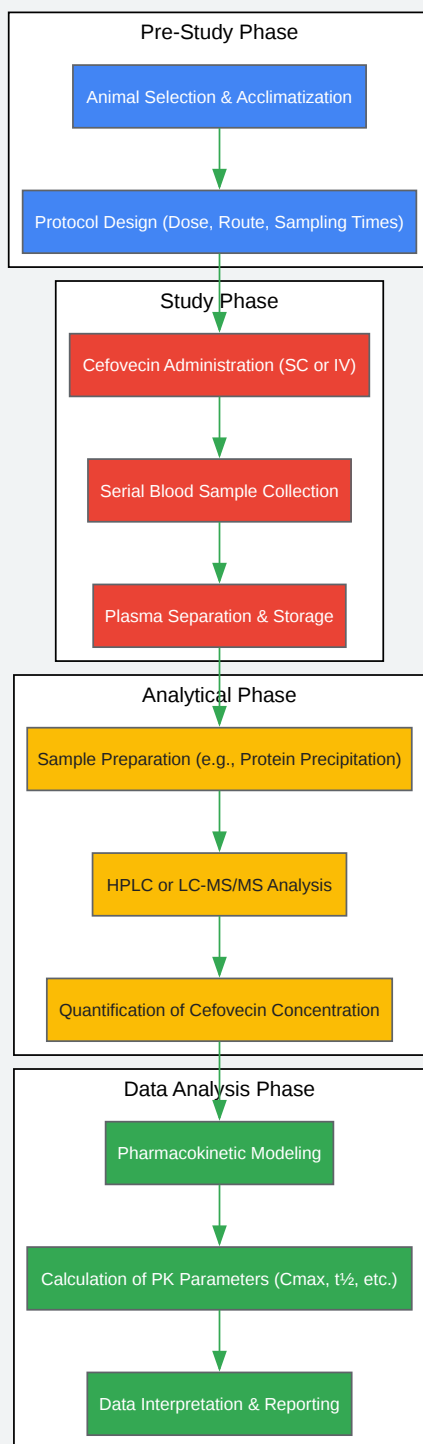 Pre-Study Phase
Animal Selection & Acclimatization
Protocol Design (Dose, Route, Sampling Times)
Study Phase
Cefovecin Administration (SC or IV)
Serial Blood Sample Collection
Plasma Separation & Storage
Analytical Phase
Sample Preparation (e.g., Protein Precipitation)
HPLC or LC-MS/MS Analysis
Quantification of Cefovecin Concentration
Data Analysis Phase
Pharmacokinetic Modeling
Calculation of PK Parameters (Cmax, t½, etc.)
Data Interpretation & Reporting